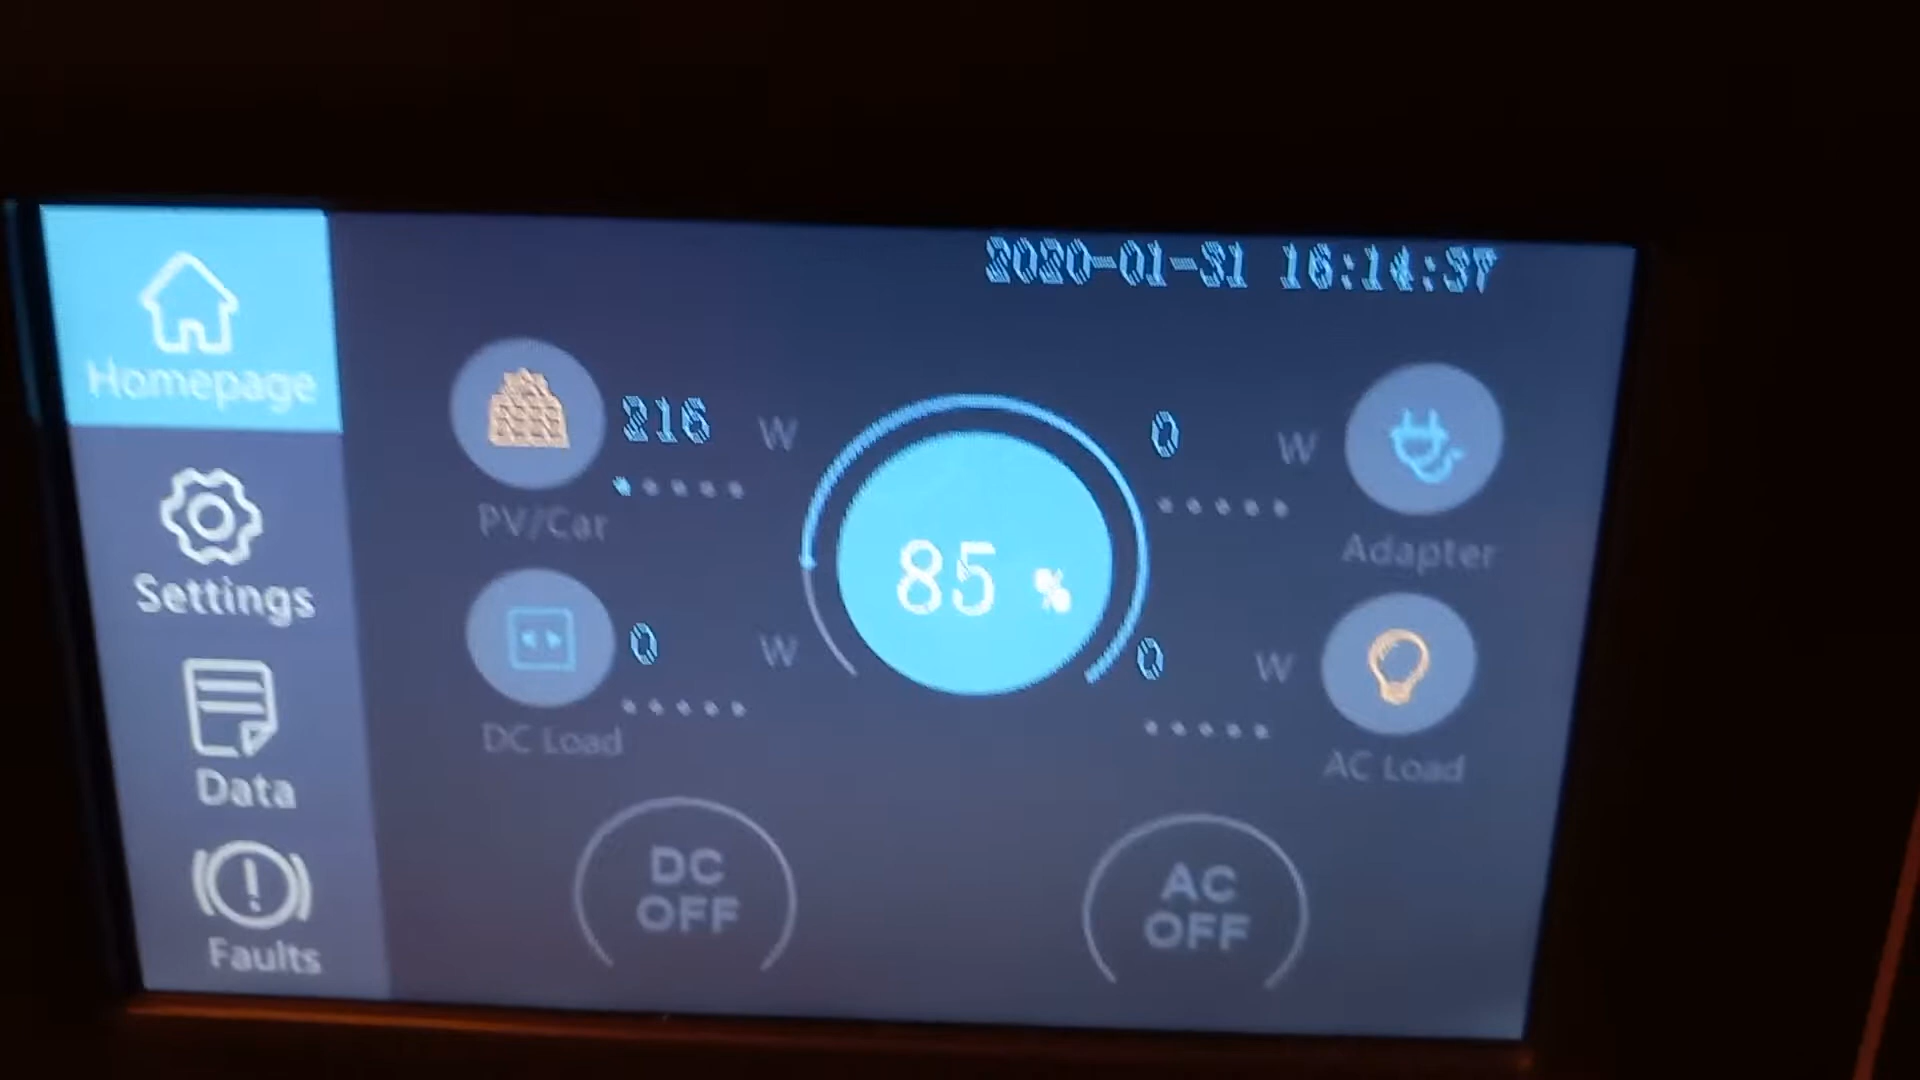 2020-01-31 16:14:37
Homepage
Settings
Data
Faults
216 W
PV/Car
0 W
DC Load
85 %
0 W
Adapter
0 W
AC Load
DC
OFF
AC
OFF